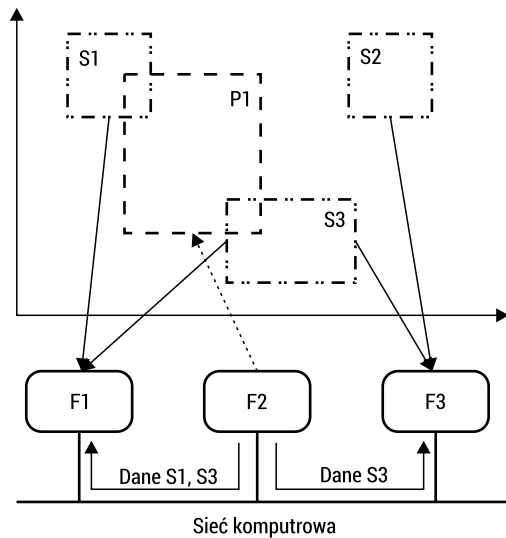 S1
S2
P1
S3
F1
F2
F3
Dane S1, S3
Dane S3
Sieć komputrowa